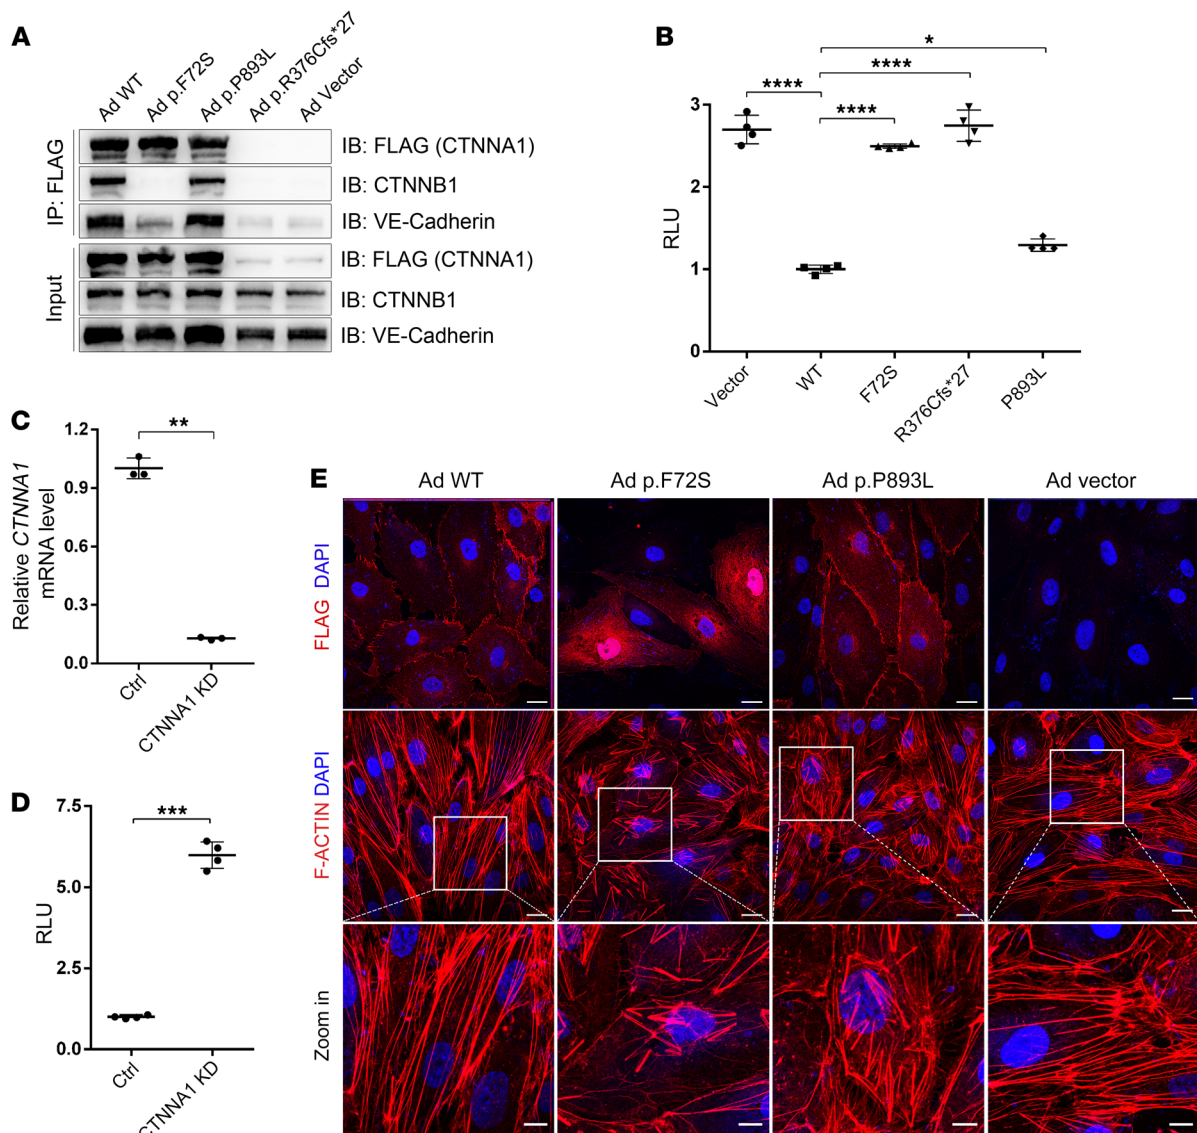 A
Ad WT
Ad p.F72S
Ad p.P893L
Ad p.R376Cfs*27
Ad Vector
IP: FLAG
IB: FLAG (CTNNA1)
IB: CTNNB1
IB: VE-Cadherin
Input
IB: FLAG (CTNNA1)
IB: CTNNB1
IB: VE-Cadherin
B
*
****
****
****
3
2
1
0
RLU
Vector
WT
F72S
R376Cfs*27
P893L
C
**
1.2
0.9
0.6
0.3
0.0
Relative CTNNA1
mRNA level
Ctrl
CTNNA1 KD
D
***
7.5
5.0
2.5
0.0
RLU
Ctrl
CTNNA1 KD
E
Ad WT
Ad p.F72S
Ad p.P893L
Ad vector
FLAG DAPI
F-ACTIN DAPI
Zoom in